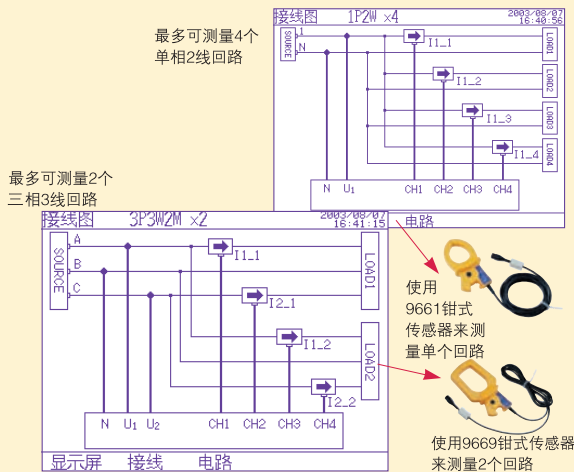 最多可测量4个
单相2线回路
接线图 1P2W ×4 2003/08/07
16:40:56
SOURCE
1
N
I1_1
I1_2
I1_3
I1_4
LOAD1
LOAD2
LOAD3
LOAD4
N U1 CH1 CH2 CH3 CH4
电路
最多可测量2个
三相3线回路
接线图 3P3W2M ×2 2003/08/07
16:41:15
SOURCE
A
B
C
I1_1
I2_1
I1_2
I2_2
LOAD1
LOAD2
N U1 U2 CH1 CH2 CH3 CH4
显示屏 接线 电路
使用
9661钳式
传感器来测
量单个回路
使用9669钳式传感器
来测量2个回路